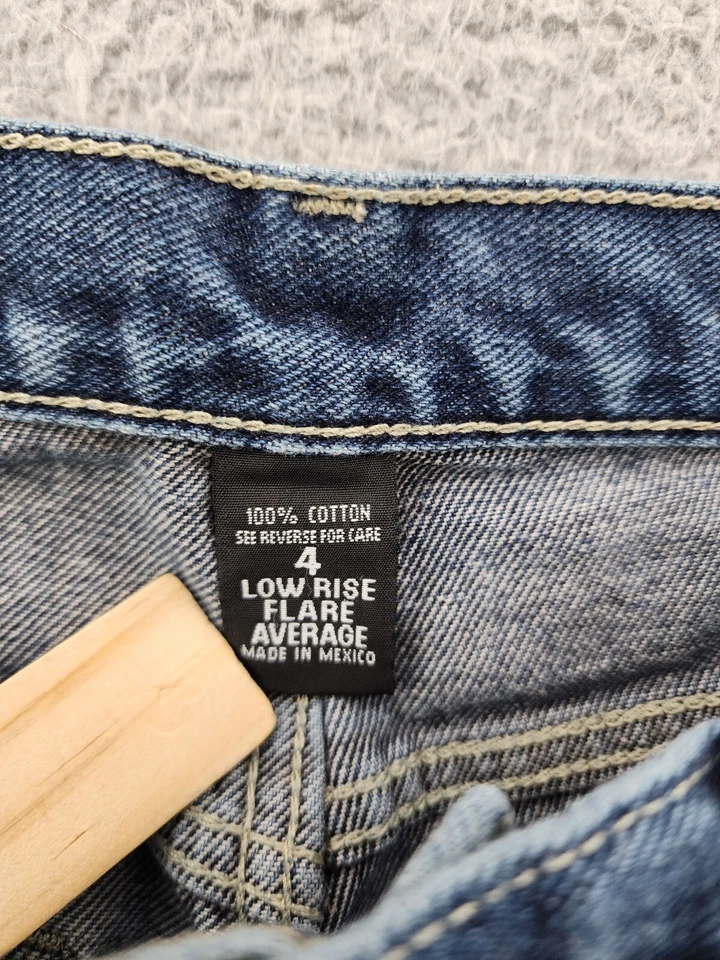 100% COTTON
SEE REVERSE FOR CARE
4
LOW RISE
FLARE
AVERAGE
MADE IN MEXICO